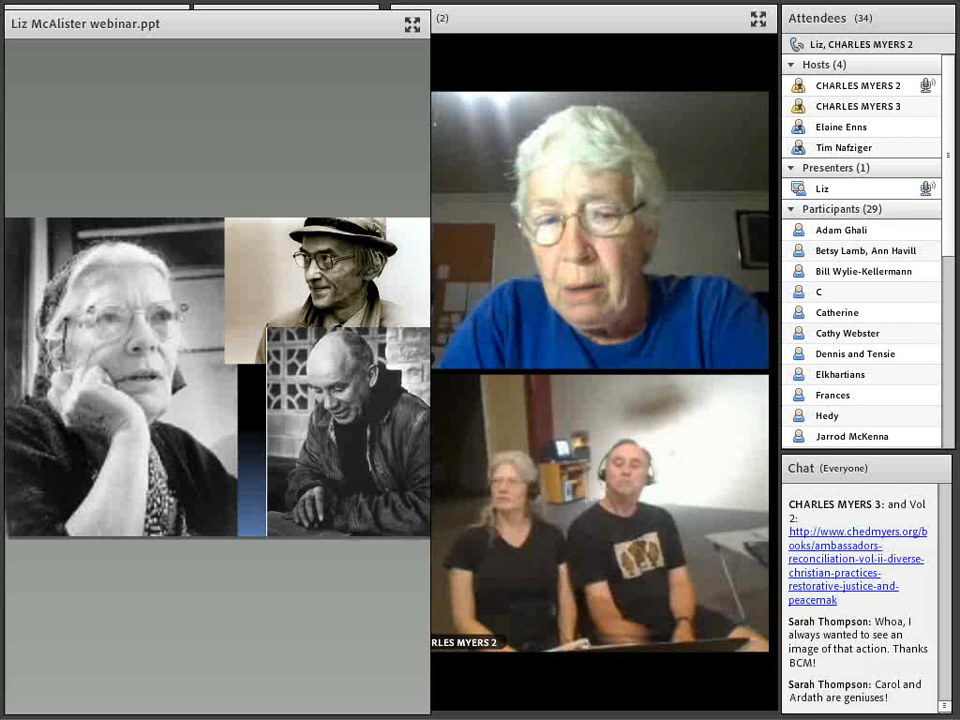 Liz McAlister webinar.ppt
(2)
RLES MYERS 2
Attendees (34)
Liz, CHARLES MYERS 2
Hosts (4)
CHARLES MYERS 2
CHARLES MYERS 3
Elaine Enns
Tim Nafziger
Presenters (1)
Liz
Participants (29)
Adam Ghali
Betsy Lamb, Ann Havill
Bill Wylie-Kellermann
C
Catherine
Cathy Webster
Dennis and Tensie
Elkhartians
Frances
Hedy
Jarrod McKenna
Chat (Everyone)
CHARLES MYERS 3: and Vol
2:
http://www.chedmyers.org/b
ooks/ambassadors-
reconciliation-vol-ii-diverse-
christian-practices-
restorative-justice-and-
peacemak
Sarah Thompson: Whoa, I
always wanted to see an
image of that action. Thanks
BCM!
Sarah Thompson: Carol and
Ardath are geniuses!